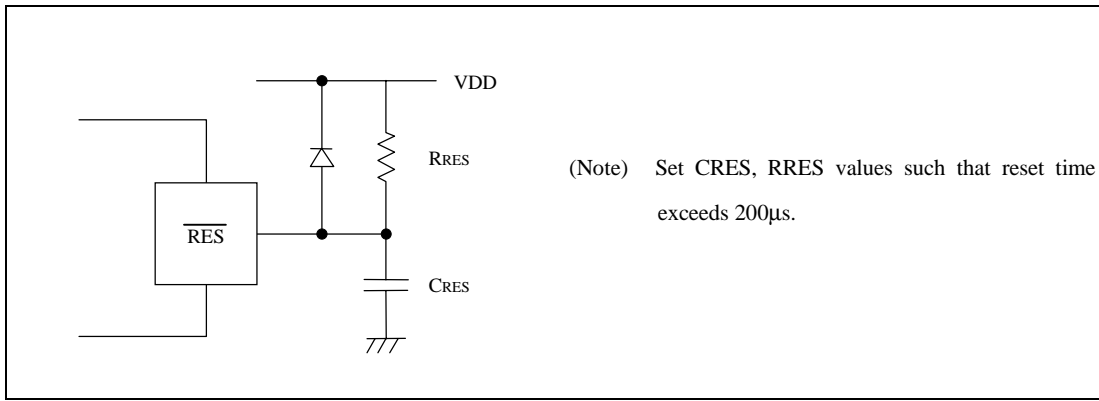 VDD
RRES
RES
CRES
(Note) Set CRES, RRES values such that reset time
exceeds 200µs.